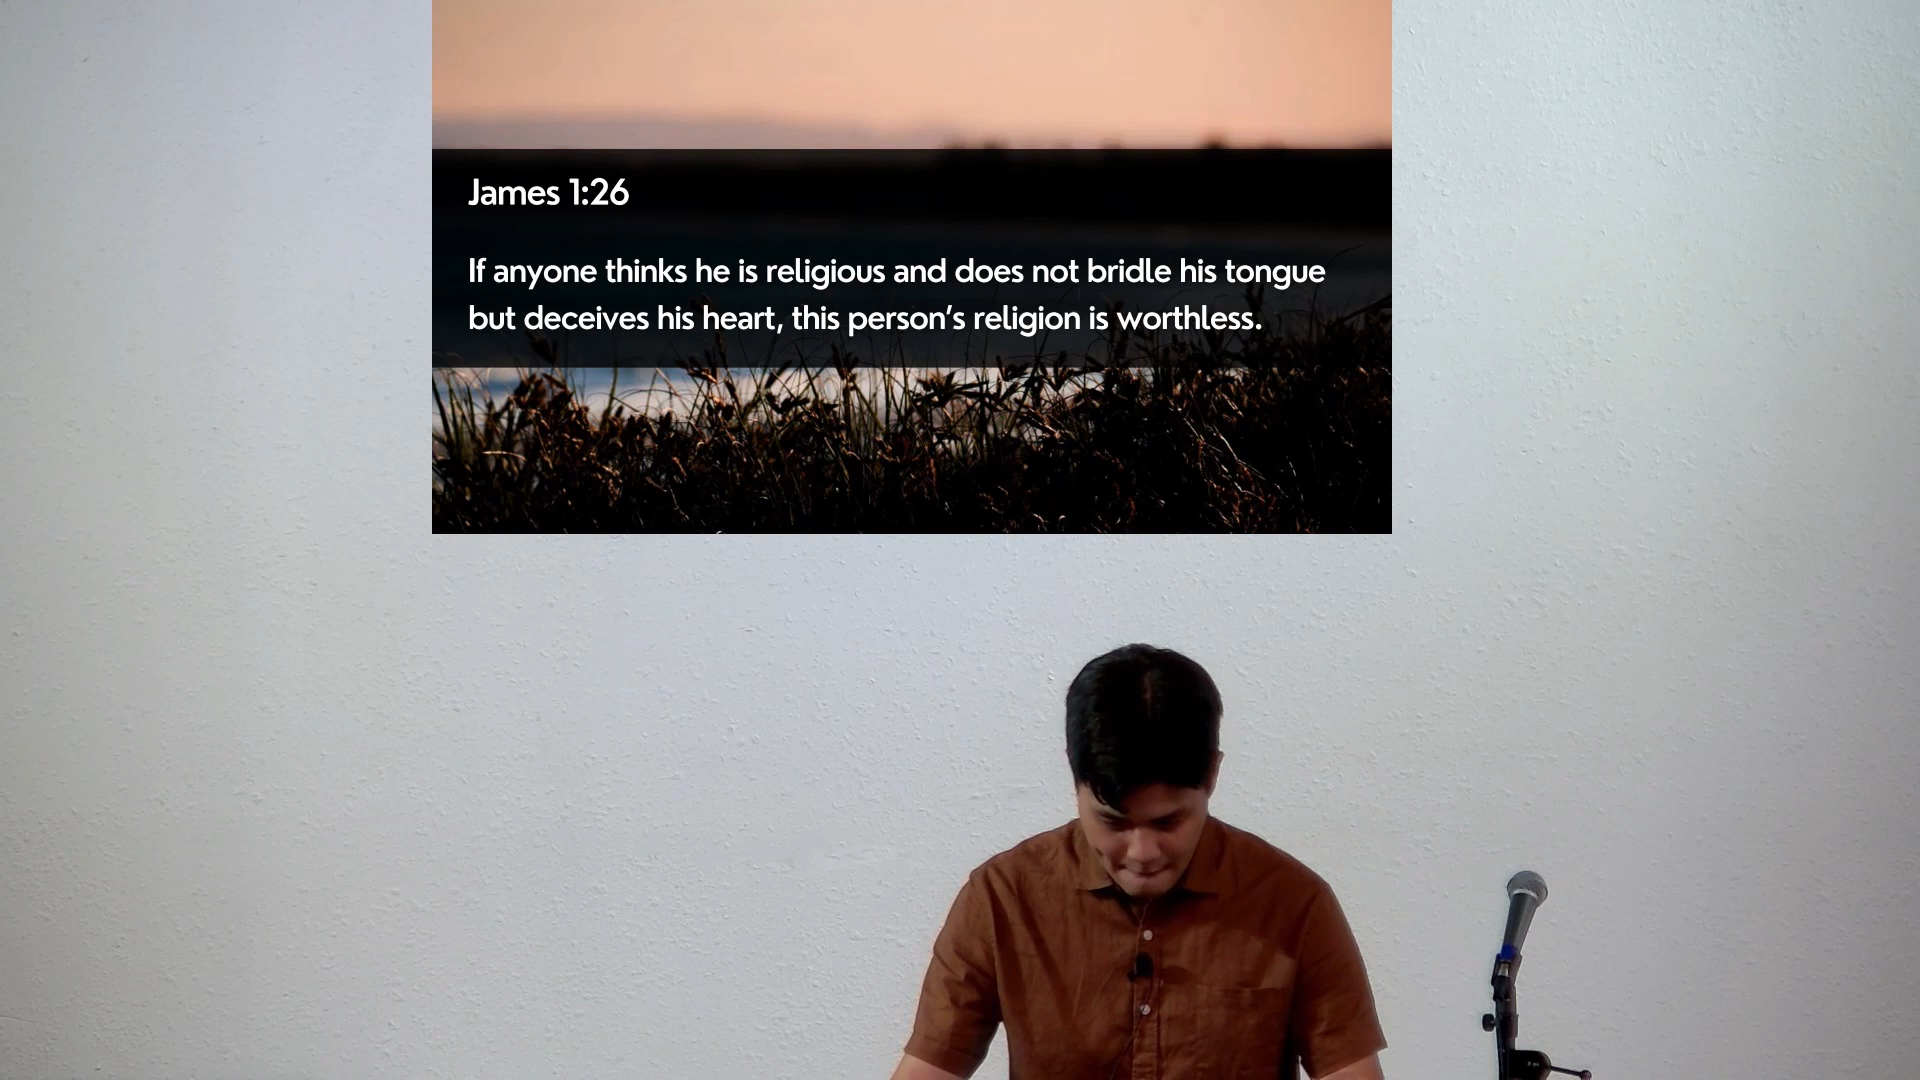 James 1:26
If anyone thinks he is religious and does not bridle his tongue
but deceives his heart, this person’s religion is worthless.